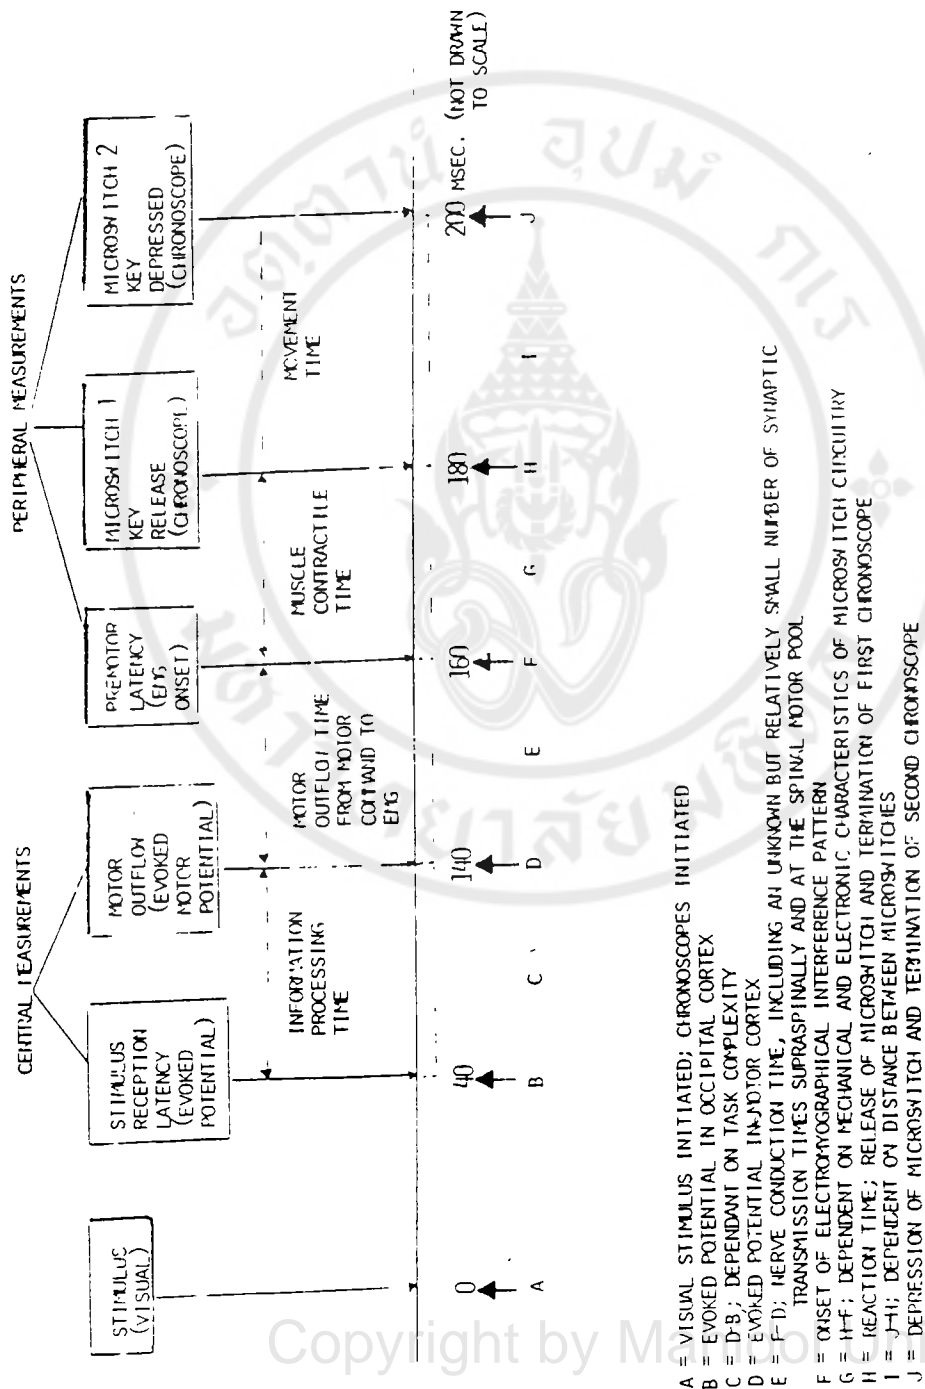 CENTRAL MEASUREMENTS
PERIPHERAL MEASUREMENTS
STIMULUS
(VISUAL)
STIMULUS
RECEPTION
LATENCY
(EVOKED
POTENTIAL)
MOTOR
OUTFLOW
(EVOKED
MOTOR
POTENTIAL)
PREMOTOR
LATENCY
(EMG
ONSET)
MICROSWITCH 1
KEY
RELEASE
(CHRONOSCOPE)
MICROSWITCH 2
KEY
DEPRESSED
(CHRONOSCOPE)
INFORMATION
PROCESSING
TIME
MOTOR
OUTFLOW TIME
FROM MOTOR
COMMAND TO
EMG
MUSCLE
CONTRACTILE
TIME
MOVEMENT
TIME
0 40 140 160 180 200 MSEC. (NOT DRAWN
TO SCALE)
A B C D E F G H I J
A = VISUAL STIMULUS INITIATED; CHRONOSCOPES INITIATED
B = EVOKED POTENTIAL IN OCCIPITAL CORTEX
C = D-B; DEPENDANT ON TASK COMPLEXITY
D = EVOKED POTENTIAL IN MOTOR CORTEX
E = F-D; NERVE CONDUCTION TIME, INCLUDING AN UNKNOWN BUT RELATIVELY SMALL NUMBER OF SYNAPTIC
TRANSMISSION TIMES SUPRASPINALLY AND AT THE SPINAL MOTOR POOL
F = ONSET OF ELECTROMYOGRAPHICAL INTERFERENCE PATTERN
G = H-F; DEPENDENT ON MECHANICAL AND ELECTRONIC CHARACTERISTICS OF MICROSWITCH CIRCUITRY
H = REACTION TIME; RELEASE OF MICROSWITCH AND TERMINATION OF FIRST CHRONOSCOPE
I = J-H; DEPENDENT ON DISTANCE BETWEEN MICROSWITCHES
J = DEPRESSION OF MICROSWITCH AND TERMINATION OF SECOND CHRONOSCOPE
Copyright by Mahidol Uni